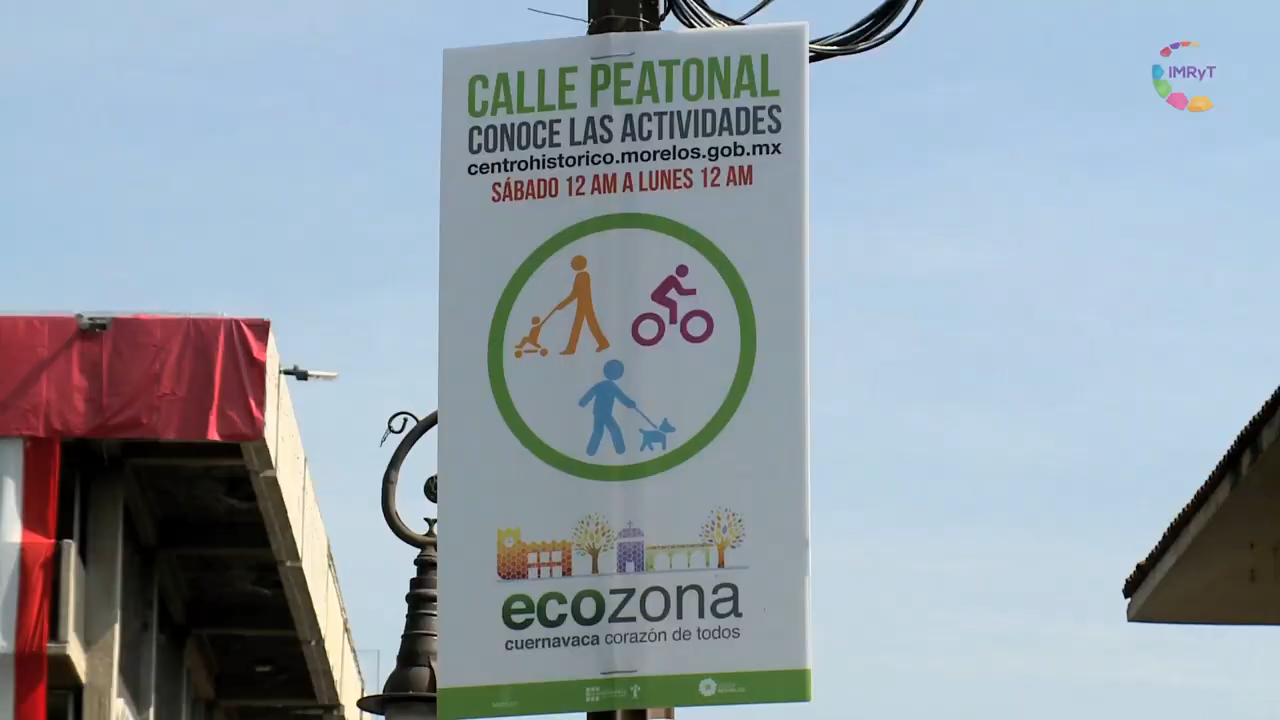 IMRyT
CALLE PEATONAL
CONOCE LAS ACTIVIDADES
centrohistorico.morelos.gob.mx
SÁBADO 12 AM A LUNES 12 AM
ecozona
cuernavaca corazón de todos